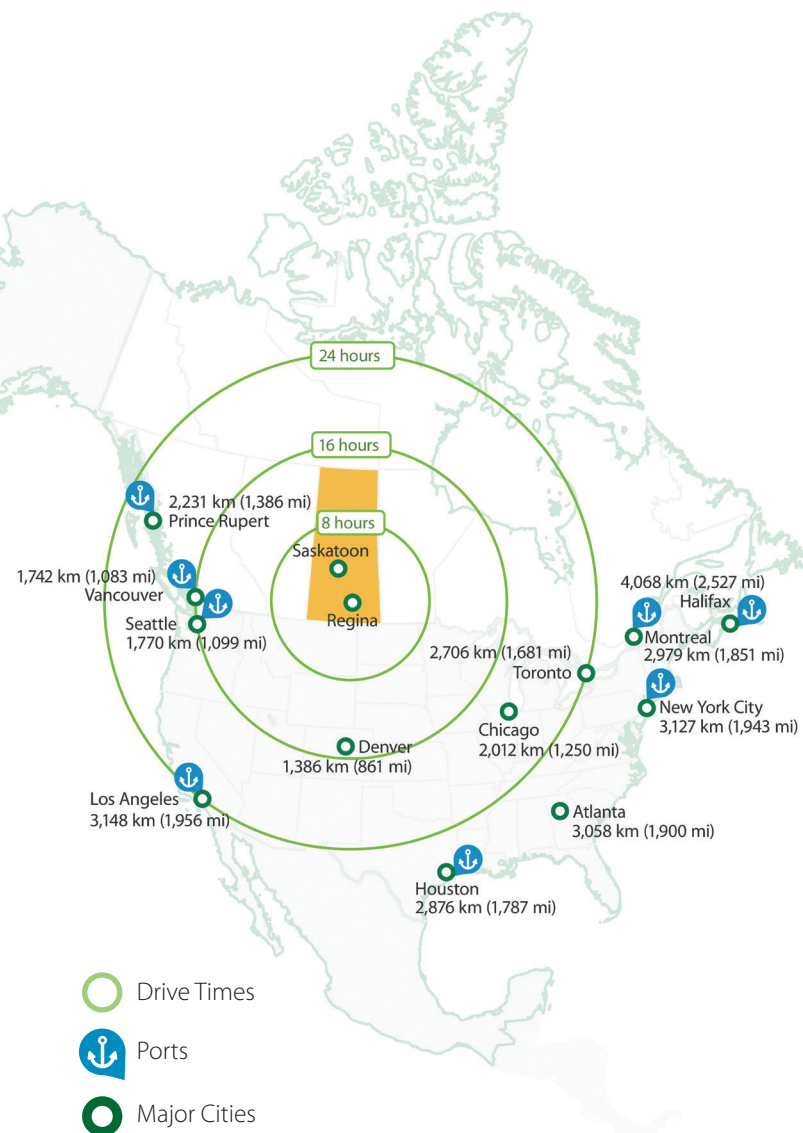 24 hours
16 hours
2,231 km (1,386 mi)
Prince Rupert
8 hours
Saskatoon
1,742 km (1,083 mi)
Vancouver
4,068 km (2,527 mi)
Halifax
Regina
Seattle
1,770 km (1,099 mi)
Montreal
2,979 km (1,851 mi)
2,706 km (1,681 mi)
Toronto
New York City
3,127 km (1,943 mi)
Chicago
2,012 km (1,250 mi)
Denver
1,386 km (861 mi)
Los Angeles
3,148 km (1,956 mi)
Atlanta
3,058 km (1,900 mi)
Houston
2,876 km (1,787 mi)
Drive Times
Ports
Major Cities